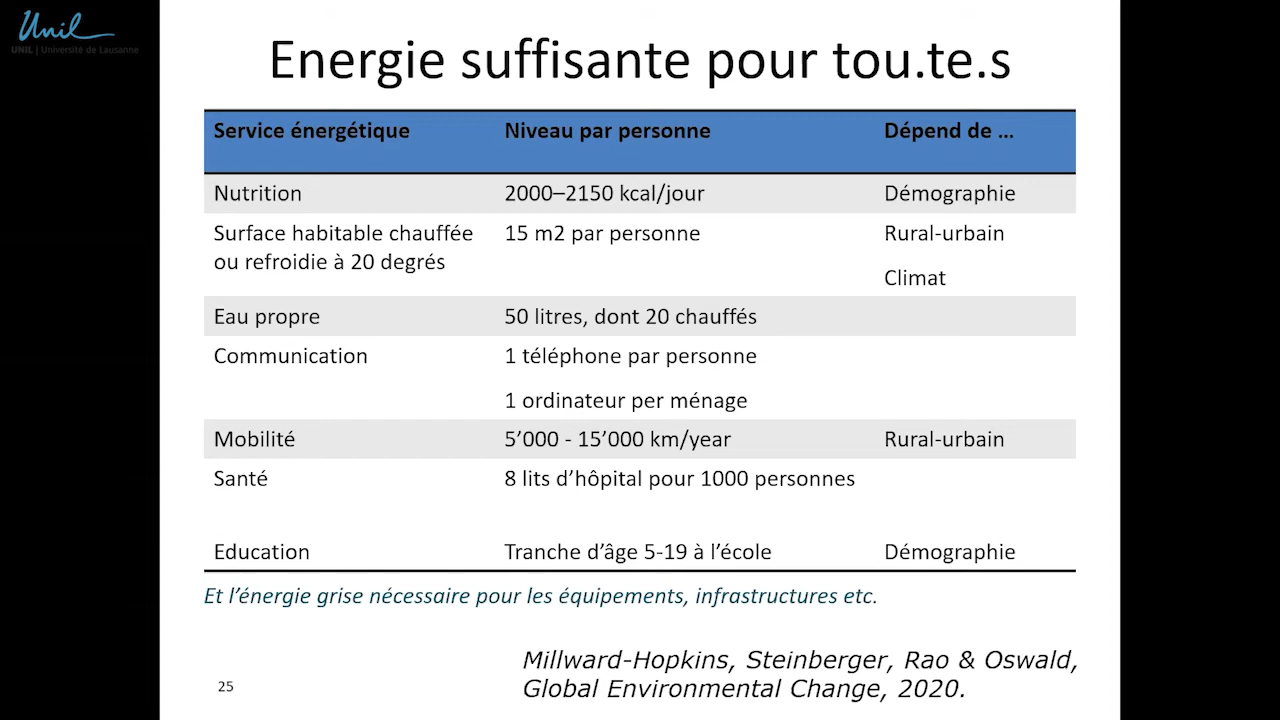 Unil
UNIL | Université de Lausanne
Energie suffisante pour tou.te.s
Service énergétique Niveau par personne Dépend de ...
Nutrition 2000–2150 kcal/jour Démographie
Surface habitable chauffée 15 m2 par personne Rural-urbain
ou refroidie à 20 degrés
Climat
Eau propre 50 litres, dont 20 chauffés
Communication 1 téléphone par personne
1 ordinateur per ménage
Mobilité 5’000 - 15’000 km/year Rural-urbain
Santé 8 lits d’hôpital pour 1000 personnes
Education Tranche d’âge 5-19 à l’école Démographie
Et l’énergie grise nécessaire pour les équipements, infrastructures etc.
Millward-Hopkins, Steinberger, Rao & Oswald,
Global Environmental Change, 2020.
25